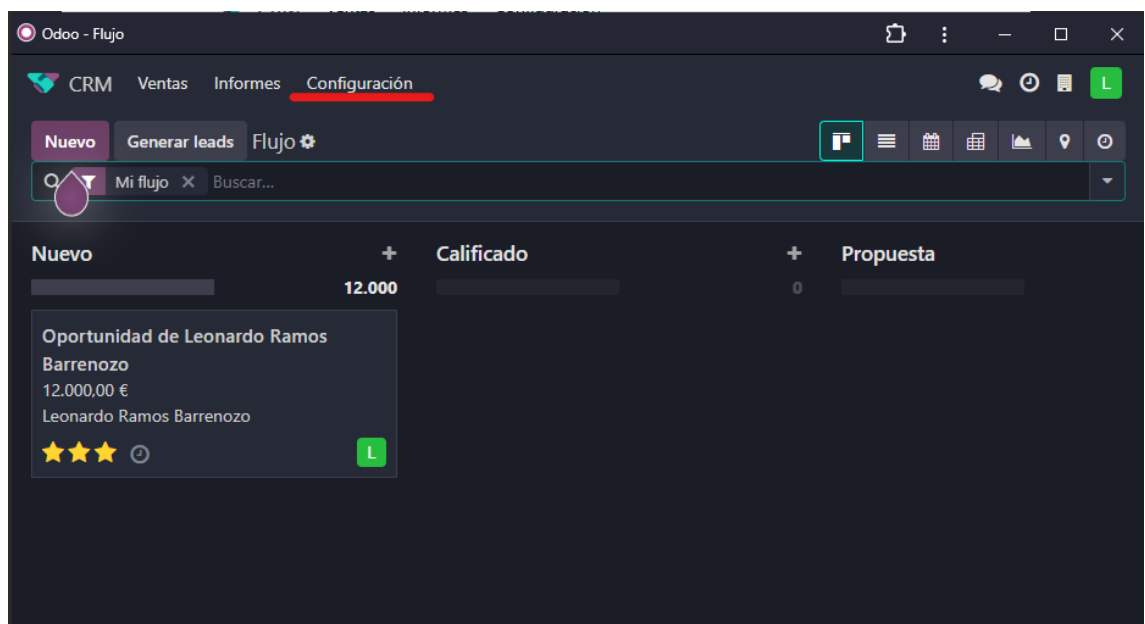 Odoo - Flujo
CRM Ventas Informes Configuración
L
Nuevo Generar leads Flujo
Mi flujo Buscar...
Nuevo Calificado Propuesta
12.000 0
Oportunidad de Leonardo Ramos
Barrenozo
12.000,00 €
Leonardo Ramos Barrenozo
L